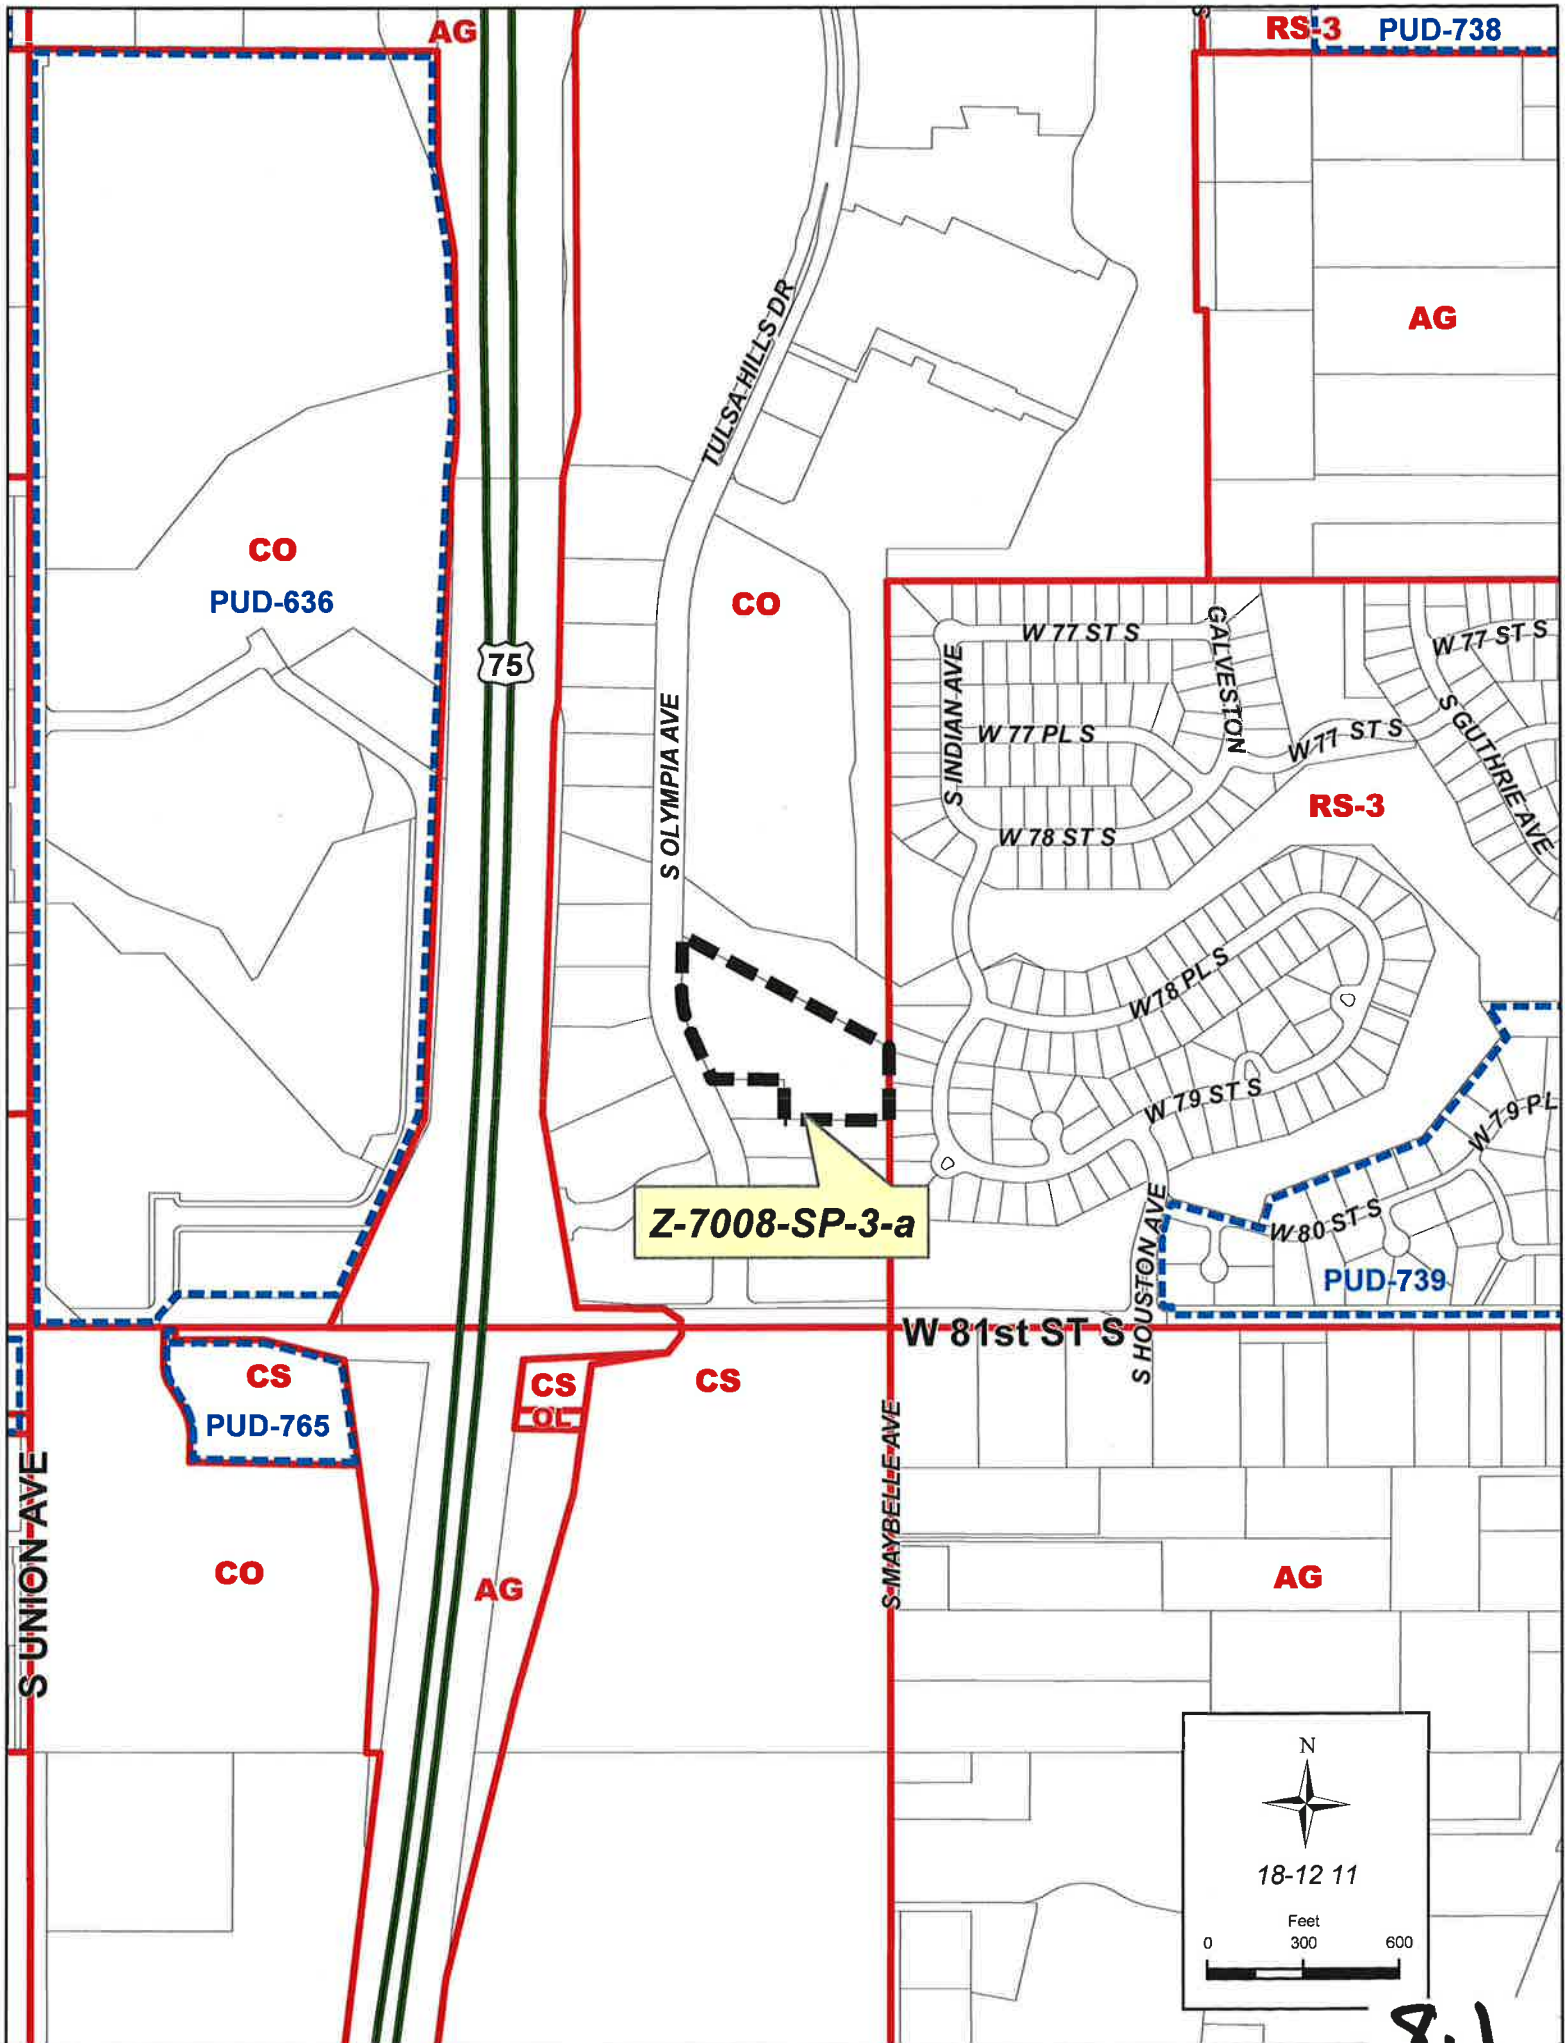 AG
RS-3
PUD-738
S
TULSA HILLS DR
AG
CO
PUD-636
CO
75
S OLYMPIA AVE
W 77 ST S
GALVESTON
S INDIAN AVE
W 77 PL S
W 77 ST S
W 77 ST S
S GUTHRIE AVE
W 78 ST S
RS-3
W 78 PL S
W 79 ST S
W 79 PL
Z-7008-SP-3-a
W 80 ST S
S HOUSTON AVE
PUD-739
W 81st ST S
CS
PUD-765
CS
OL
CS
S MAYBELLE AVE
S UNION AVE
CO
AG
AG
N
18-12 11
Feet
0 300 600
8.1